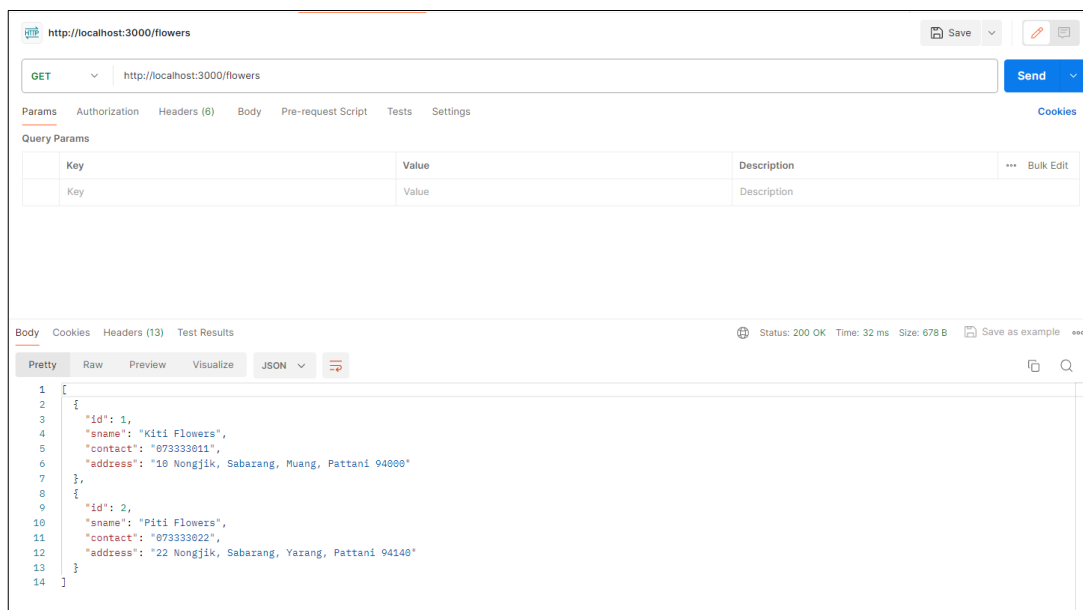 HTTP http://localhost:3000/flowers Save
GET http://localhost:3000/flowers Send
Params Authorization Headers (6) Body Pre-request Script Tests Settings Cookies
Query Params
Key Value Description ••• Bulk Edit
Key Value Description
Body Cookies Headers (13) Test Results Status: 200 OK Time: 32 ms Size: 678 B Save as example
Pretty Raw Preview Visualize JSON
1 [
2 {
3 "id": 1,
4 "sname": "Kiti Flowers",
5 "contact": "073333011",
6 "address": "10 Nongjik, Sabarang, Muang, Pattani 94000"
7 },
8 {
9 "id": 2,
10 "sname": "Piti Flowers",
11 "contact": "073333022",
12 "address": "22 Nongjik, Sabarang, Yarang, Pattani 94140"
13 }
14 ]